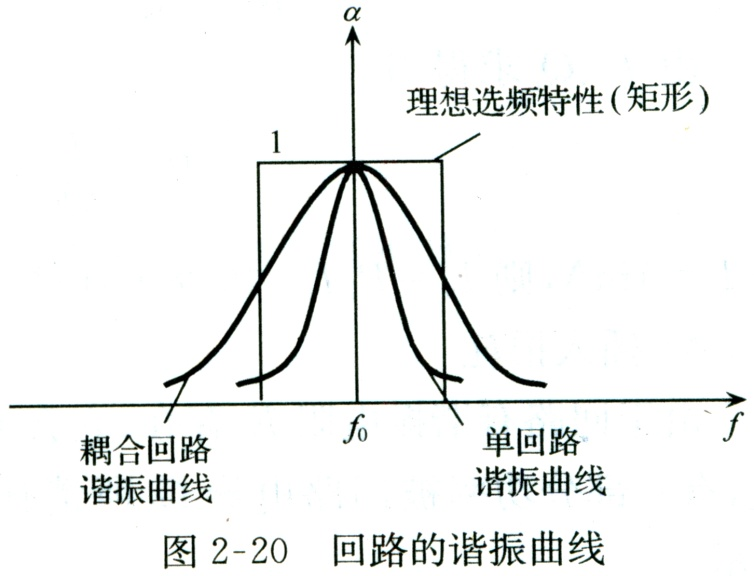 α
理想选频特性(矩形)
1
f₀
f
耦合回路
谐振曲线
单回路
谐振曲线
图 2-20 回路的谐振曲线